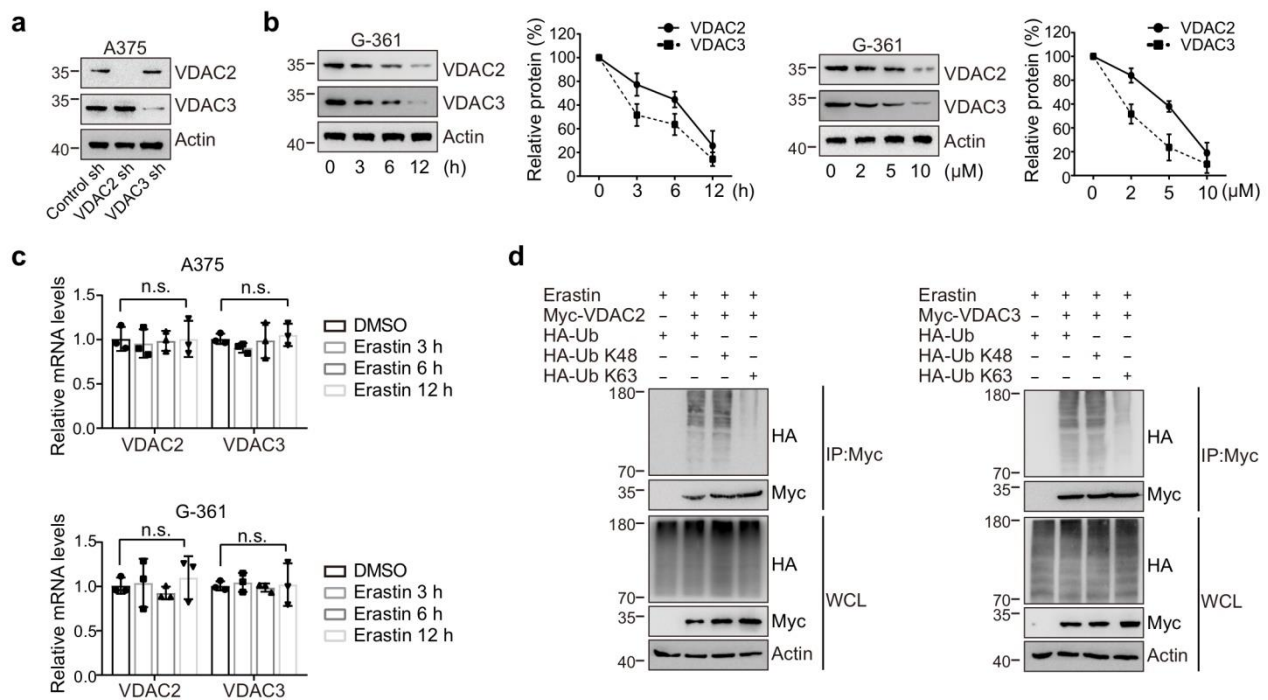 a
A375
35
VDAC2
35
VDAC3
40
Actin
Control sh
VDAC2 sh
VDAC3 sh
b
G-361
35
VDAC2
35
VDAC3
40
Actin
0 3 6 12 (h)
VDAC2
VDAC3
Relative protein (%)
120
100
80
0
0 3 6 12 (h)
G-361
35
VDAC2
35
VDAC3
40
Actin
0 2 5 10 (μM)
VDAC2
VDAC3
Relative protein (%)
120
100
80
0
0 2 5 10 (μM)
c
A375
Relative mRNA levels
1.5
1.0
0.5
0.0
n.s. n.s.
VDAC2 VDAC3
DMSO
Erastin 3 h
Erastin 6 h
Erastin 12 h
G-361
Relative mRNA levels
1.5
1.0
0.5
0.0
n.s. n.s.
VDAC2 VDAC3
DMSO
Erastin 3 h
Erastin 6 h
Erastin 12 h
d
Erastin + + + +
Myc-VDAC2 − + + +
HA-Ub + + − −
HA-Ub K48 − − + −
HA-Ub K63 − − − +
180
HA
70
35
Myc
IP:Myc
180
HA
70
35
Myc
40
Actin
WCL
Erastin + + + +
Myc-VDAC3 − + + +
HA-Ub + + − −
HA-Ub K48 − − + −
HA-Ub K63 − − − +
180
HA
70
35
Myc
IP:Myc
180
HA
70
35
Myc
40
Actin
WCL